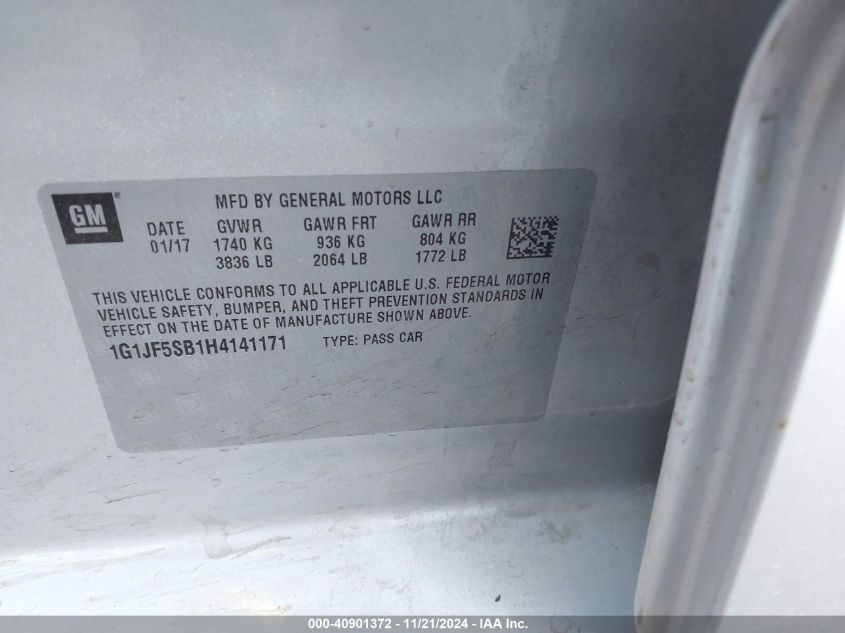 GM
MFD BY GENERAL MOTORS LLC
DATE GVWR GAWR FRT GAWR RR
01/17 1740 KG 936 KG 804 KG
3836 LB 2064 LB 1772 LB
THIS VEHICLE CONFORMS TO ALL APPLICABLE U.S. FEDERAL MOTOR
VEHICLE SAFETY, BUMPER, AND THEFT PREVENTION STANDARDS IN
EFFECT ON THE DATE OF MANUFACTURE SHOWN ABOVE.
1G1JF5SB1H4141171 TYPE: PASS CAR
000-40901372 - 11/21/2024 - IAA Inc.